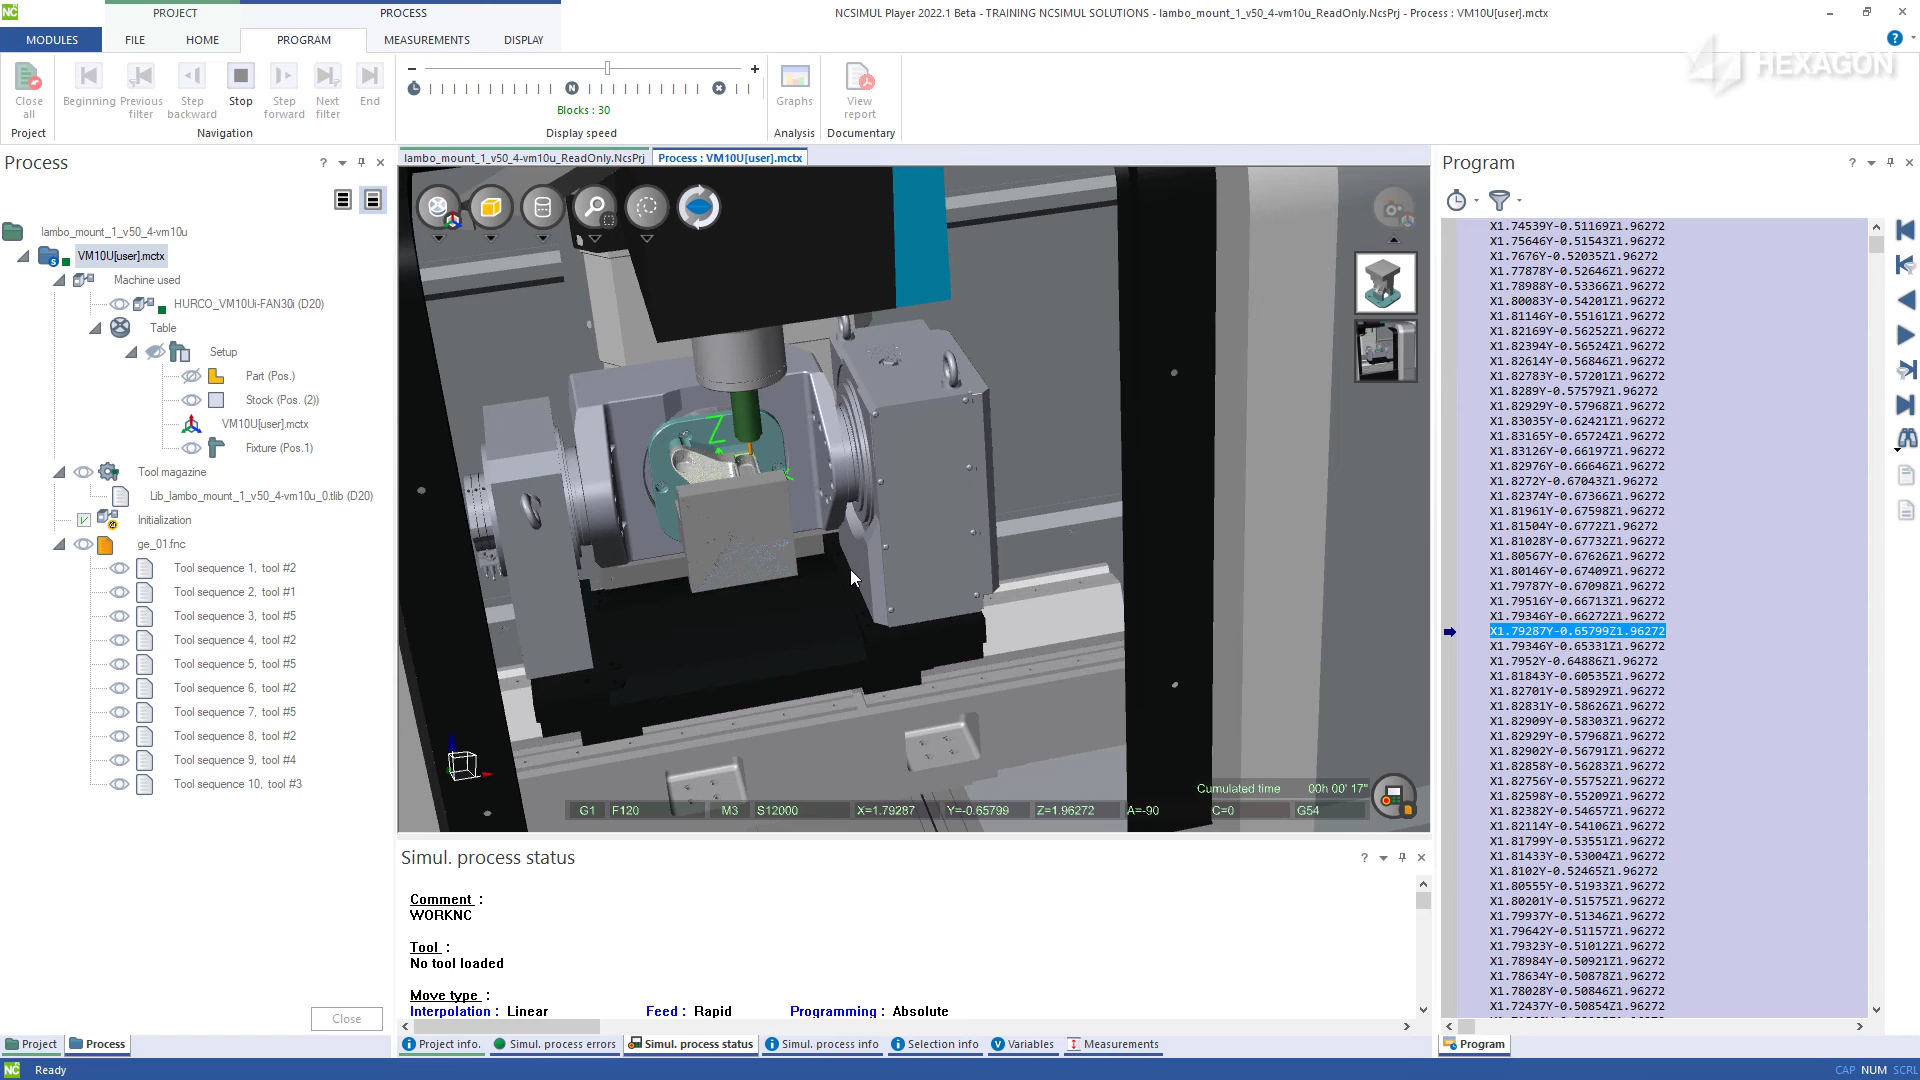 PROJECT
PROCESS
NCSIMUL Player 2022.1 Beta - TRAINING NCSIMUL SOLUTIONS - lambo_mount_1_v50_4-vm10u_ReadOnly.NcsPrj - Process : VM10U[user].mctx
MODULES
FILE
HOME
PROGRAM
MEASUREMENTS
DISPLAY
HEXAGON
Close all
Beginning
Previous filter
Step backward
Stop
Step forward
Next filter
End
N
Blocks : 30
Graphs
View report
Project
Navigation
Display speed
Analysis
Documentary
Process
lambo_mount_1_v50_4-vm10u_ReadOnly.NcsPrj
Process : VM10U[user].mctx
Program
lambo_mount_1_v50_4-vm10u
VM10U[user].mctx
Machine used
HURCO_VM10Ui-FAN30i (D20)
Table
Setup
Part (Pos.)
Stock (Pos. (2))
VM10U[user].mctx
Fixture (Pos.1)
Tool magazine
Lib_lambo_mount_1_v50_4-vm10u_0.tlib (D20)
Initialization
ge_01.fnc
Tool sequence 1, tool #2
Tool sequence 2, tool #1
Tool sequence 3, tool #5
Tool sequence 4, tool #2
Tool sequence 5, tool #5
Tool sequence 6, tool #2
Tool sequence 7, tool #5
Tool sequence 8, tool #2
Tool sequence 9, tool #4
Tool sequence 10, tool #3
Close
Z
Cumulated time 00h 00' 17"
G1 F120 M3 S12000 X=1.79287 Y=-0.65799 Z=1.96272 A=-90 C=0 G54
X1.74539Y-0.51169Z1.96272
X1.75646Y-0.51543Z1.96272
X1.7676Y-0.52035Z1.96272
X1.77878Y-0.52646Z1.96272
X1.78988Y-0.53366Z1.96272
X1.80083Y-0.54201Z1.96272
X1.81146Y-0.55161Z1.96272
X1.82169Y-0.56252Z1.96272
X1.82394Y-0.56524Z1.96272
X1.82614Y-0.56846Z1.96272
X1.82783Y-0.57201Z1.96272
X1.8289Y-0.57579Z1.96272
X1.82929Y-0.57968Z1.96272
X1.83035Y-0.62421Z1.96272
X1.83165Y-0.65724Z1.96272
X1.83126Y-0.66197Z1.96272
X1.82976Y-0.66646Z1.96272
X1.8272Y-0.67043Z1.96272
X1.82374Y-0.67366Z1.96272
X1.81961Y-0.67598Z1.96272
X1.81504Y-0.6772Z1.96272
X1.81028Y-0.67732Z1.96272
X1.80567Y-0.67626Z1.96272
X1.80146Y-0.67409Z1.96272
X1.79787Y-0.67098Z1.96272
X1.79516Y-0.66713Z1.96272
X1.79346Y-0.66272Z1.96272
X1.79287Y-0.65799Z1.96272
X1.79346Y-0.65331Z1.96272
X1.7952Y-0.64886Z1.96272
X1.81843Y-0.60535Z1.96272
X1.82701Y-0.58929Z1.96272
X1.82831Y-0.58626Z1.96272
X1.82909Y-0.58303Z1.96272
X1.82929Y-0.57968Z1.96272
X1.82902Y-0.56791Z1.96272
X1.82858Y-0.56283Z1.96272
X1.82756Y-0.55752Z1.96272
X1.82598Y-0.55209Z1.96272
X1.82382Y-0.54657Z1.96272
X1.82114Y-0.54106Z1.96272
X1.81799Y-0.53551Z1.96272
X1.81433Y-0.53004Z1.96272
X1.8102Y-0.52465Z1.96272
X1.80555Y-0.51933Z1.96272
X1.80201Y-0.51575Z1.96272
X1.79937Y-0.51346Z1.96272
X1.79642Y-0.51157Z1.96272
X1.79323Y-0.51012Z1.96272
X1.78984Y-0.50921Z1.96272
X1.78634Y-0.50878Z1.96272
X1.78028Y-0.50846Z1.96272
X1.72437Y-0.50854Z1.96272
Simul. process status
Comment :
WORKNC
Tool :
No tool loaded
Move type :
Interpolation : Linear Feed : Rapid Programming : Absolute
Project
Process
Project info.
Simul. process errors
Simul. process status
Simul. process info
Selection info
Variables
Measurements
Program
Ready
CAP NUM SCRL